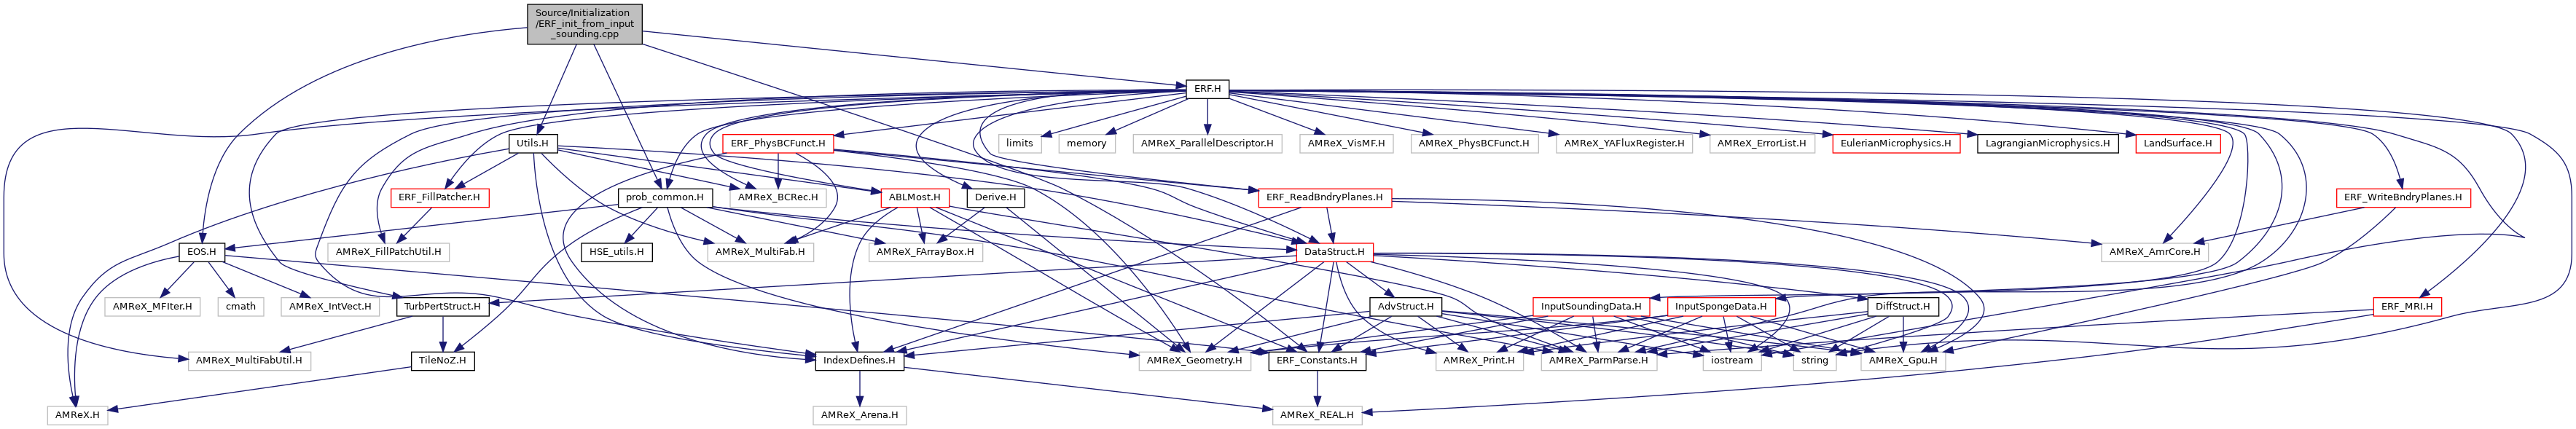 Source/Initialization
/ERF_init_from_input
_sounding.cpp
ERF.H
Utils.H
ERF_PhysBCFunct.H
limits
memory
AMReX_ParallelDescriptor.H
AMReX_VisMF.H
AMReX_PhysBCFunct.H
AMReX_YAFluxRegister.H
AMReX_ErrorList.H
EulerianMicrophysics.H
LagrangianMicrophysics.H
LandSurface.H
ERF_FillPatcher.H
prob_common.H
AMReX_BCRec.H
ABLMost.H
Derive.H
ERF_ReadBndryPlanes.H
ERF_WriteBndryPlanes.H
EOS.H
AMReX_FillPatchUtil.H
HSE_utils.H
AMReX_MultiFab.H
AMReX_FArrayBox.H
DataStruct.H
AMReX_AmrCore.H
AMReX_MFIter.H
cmath
AMReX_IntVect.H
TurbPertStruct.H
AdvStruct.H
InputSoundingData.H
InputSpongeData.H
DiffStruct.H
ERF_MRI.H
AMReX_MultiFabUtil.H
TileNoZ.H
IndexDefines.H
AMReX_Geometry.H
ERF_Constants.H
AMReX_Print.H
AMReX_ParmParse.H
iostream
string
AMReX_Gpu.H
AMReX.H
AMReX_Arena.H
AMReX_REAL.H